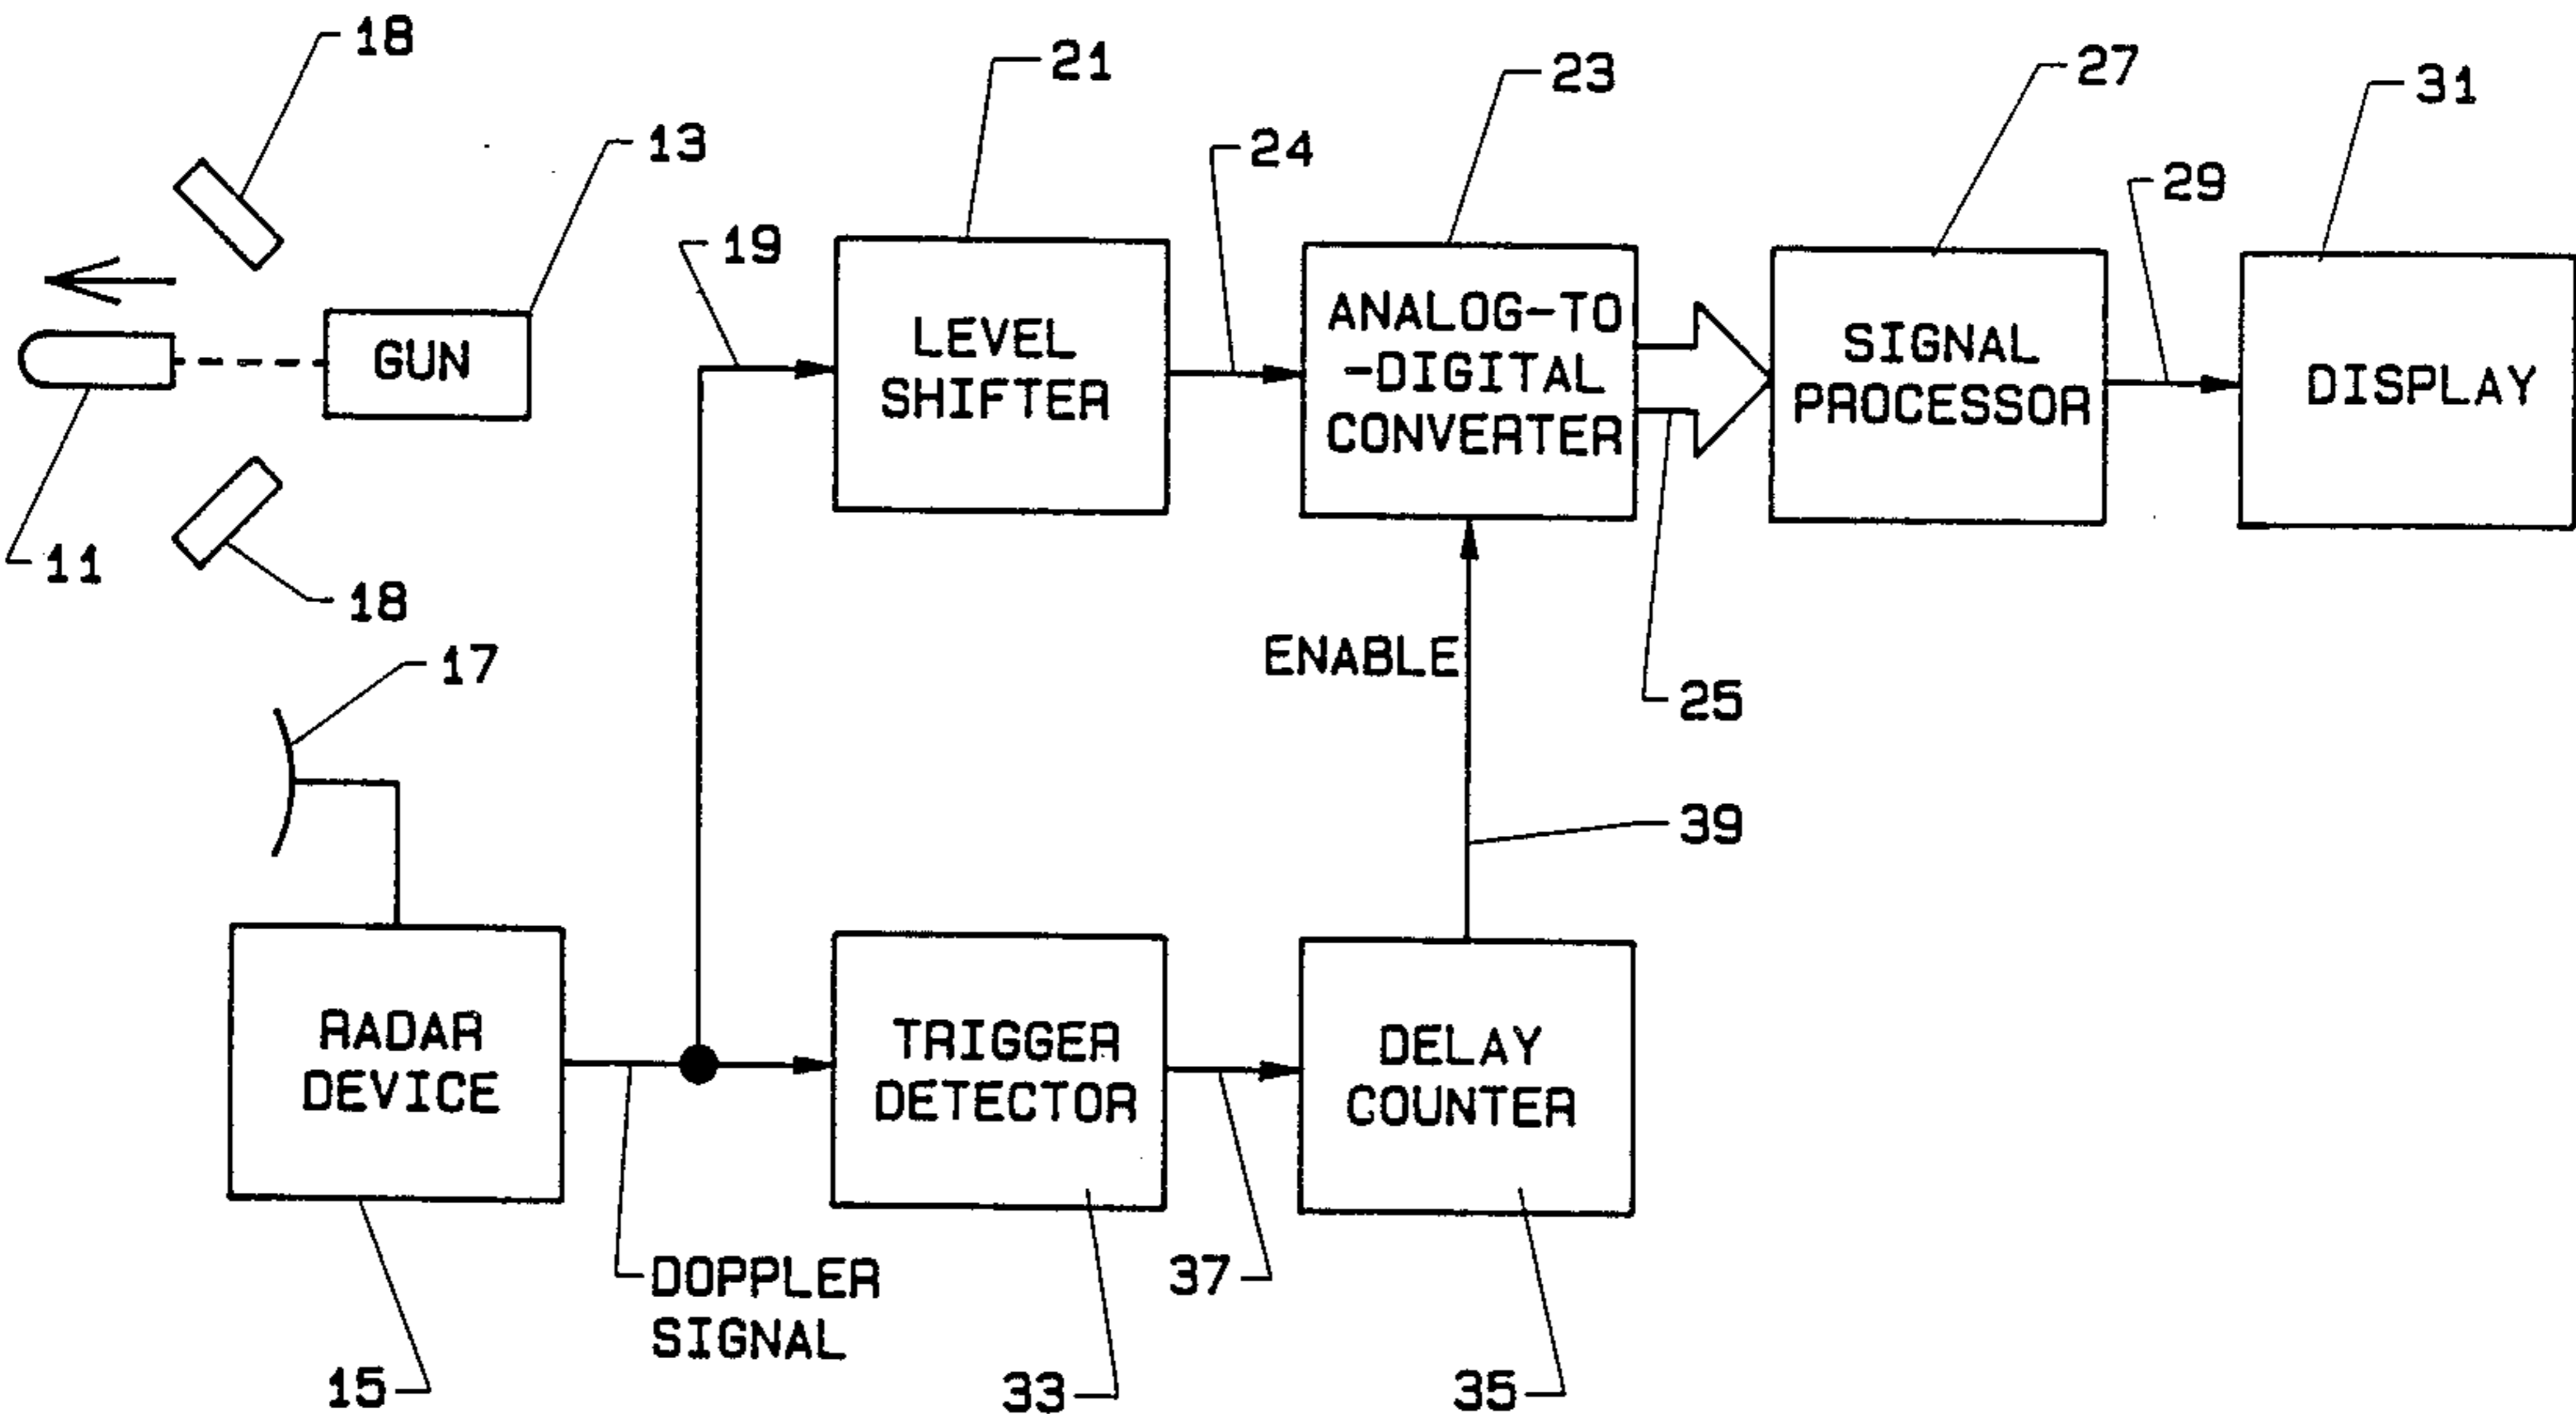 18
21
23
27
31
13
24
29
19
GUN
LEVEL
SHIFTER
ANALOG-TO
-DIGITAL
CONVERTER
SIGNAL
PROCESSOR
DISPLAY
11
18
17
ENABLE
25
39
RADAR
DEVICE
TRIGGER
DETECTOR
DELAY
COUNTER
DOPPLER
SIGNAL
37
15
33
35